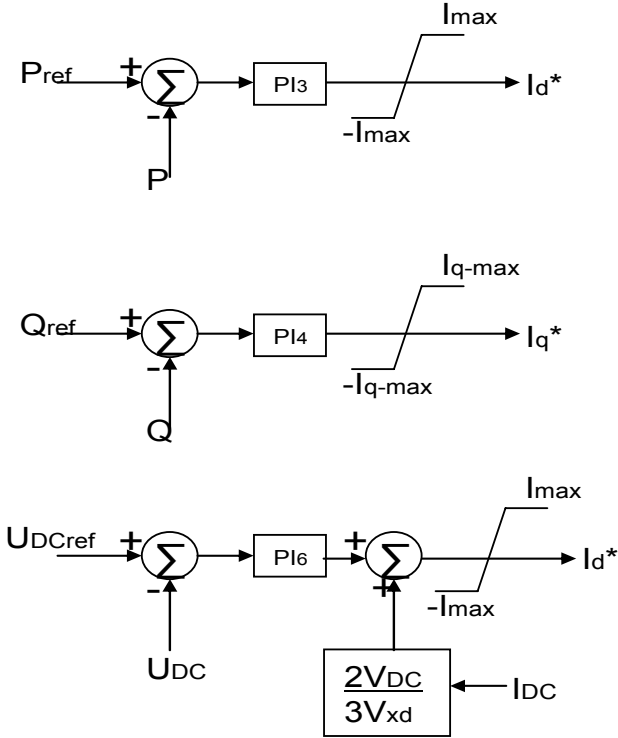 Imax
Pref + Σ PI3 Id*
-
-Imax
P
Iq-max
Qref + Σ PI4 Iq*
-
-Iq-max
Q
Imax
UDCref + Σ PI6 + Σ Id*
- +
-Imax
UDC
2VDC
3Vxd
IDC